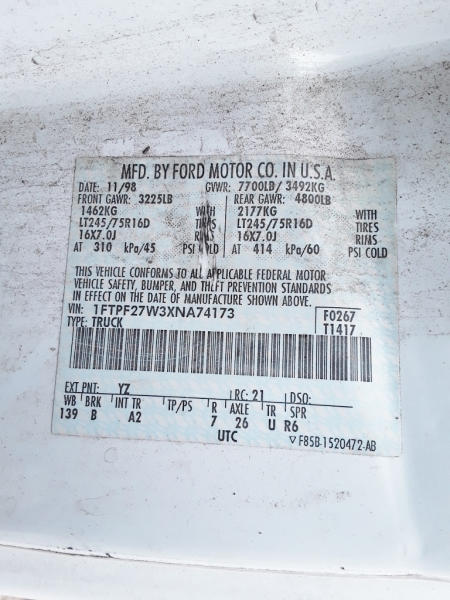 MFD. BY FORD MOTOR CO. IN U.S.A.
DATE: 11/98 GVWR: 7700LB/ 3492KG
FRONT GAWR: 3225LB REAR GAWR: 4800LB
1462KG WITH 2177KG WITH
LT245/75R16D TIRES LT245/75R16D TIRES
16X7.0J RIMS 16X7.0J RIMS
AT 310 kPa/45 PSI COLD AT 414 kPa/60 PSI COLD
THIS VEHICLE CONFORMS TO ALL APPLICABLE FEDERAL MOTOR
VEHICLE SAFETY, BUMPER, AND THEFT PREVENTION STANDARDS
IN EFFECT ON THE DATE OF MANUFACTURE SHOWN ABOVE.
VIN: 1FTPF27W3XNA74173 F0267
TYPE: TRUCK T1417
EXT PNT: YZ RC: 21 DSO:
WB BRK INT TR TP/PS R AXLE TR SPR
139 B A2 7 26 U R6
UTC ▽ F85B-1520472-AB